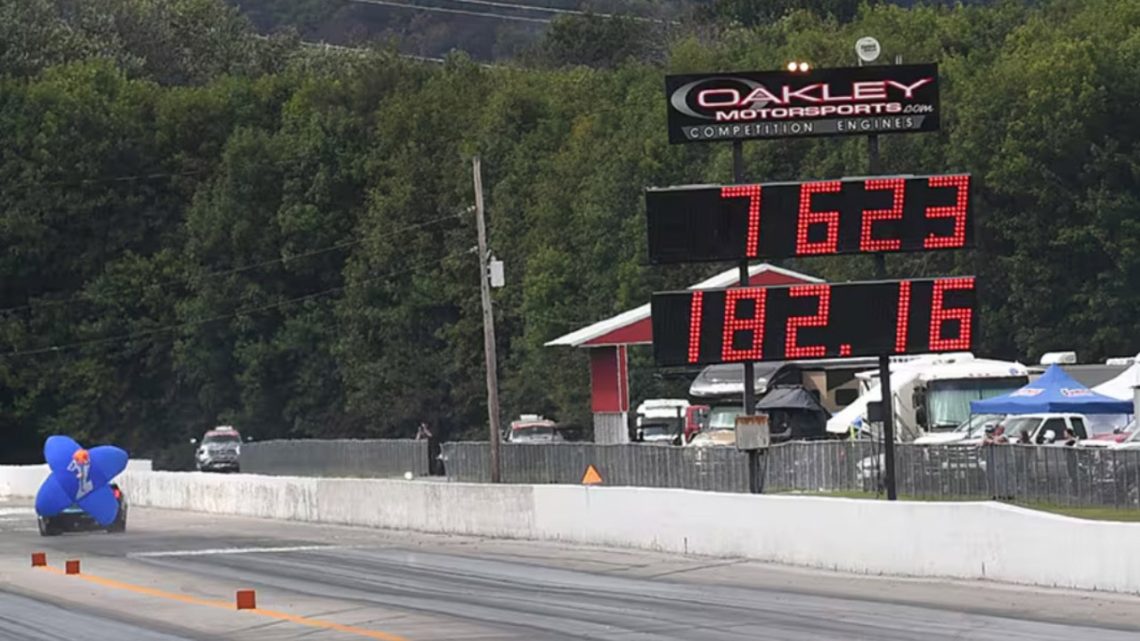 OAKLEY
MOTORSPORTS.com
COMPETITION ENGINES
7 623
182.16